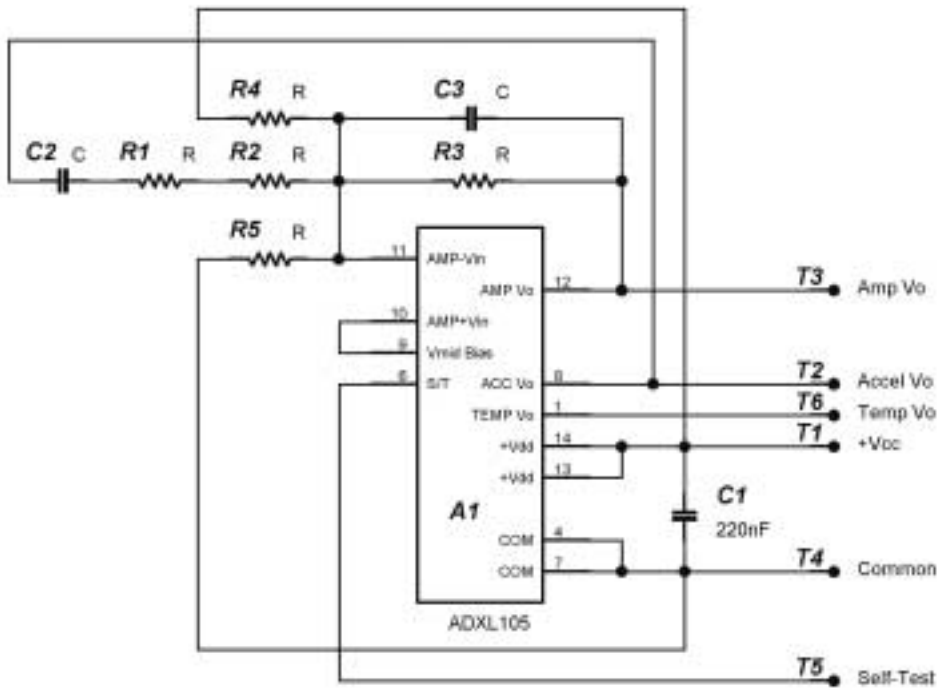 R4 R C3 C
C2 C R1 R R2 R R3 R
R5 R
11 AMP-Vin
AMP Vo 12 T3 Amp Vo
10 AMP+Vin
9 Vmid Bias
6 S/T ACC Vo 8 T2 Accel Vo
TEMP Vo 1 T6 Temp Vo
+Vdd 14 T1 +Vcc
+Vdd 13
A1 C1
220nF
COM 4
COM 7 T4 Common
ADXL105
T5 Self-Test